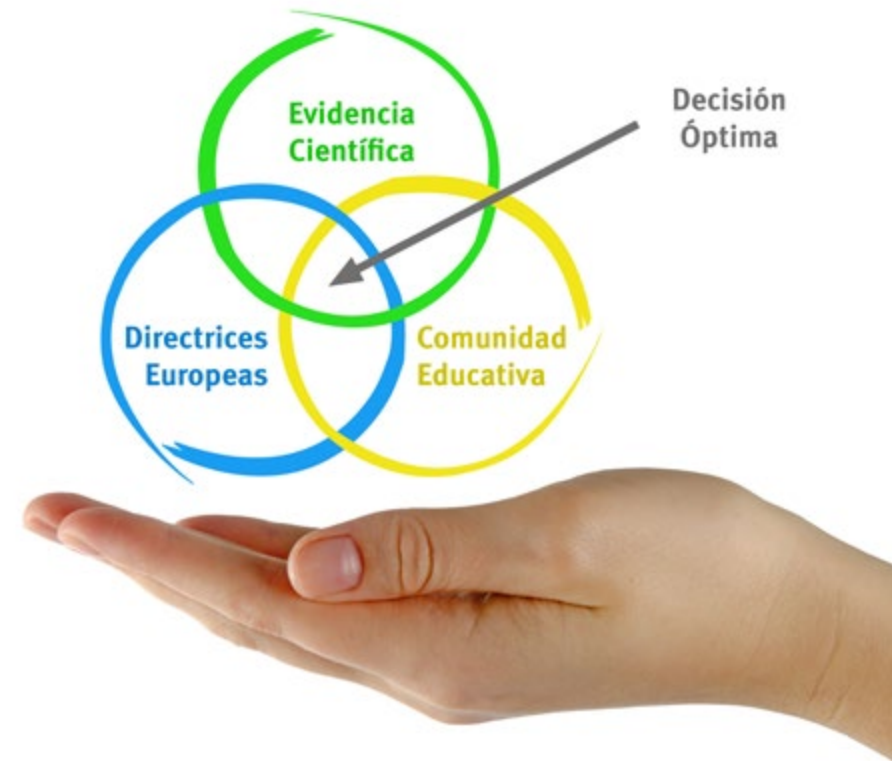 Evidencia
Científica
Decisión
Óptima
Directrices
Europeas
Comunidad
Educativa